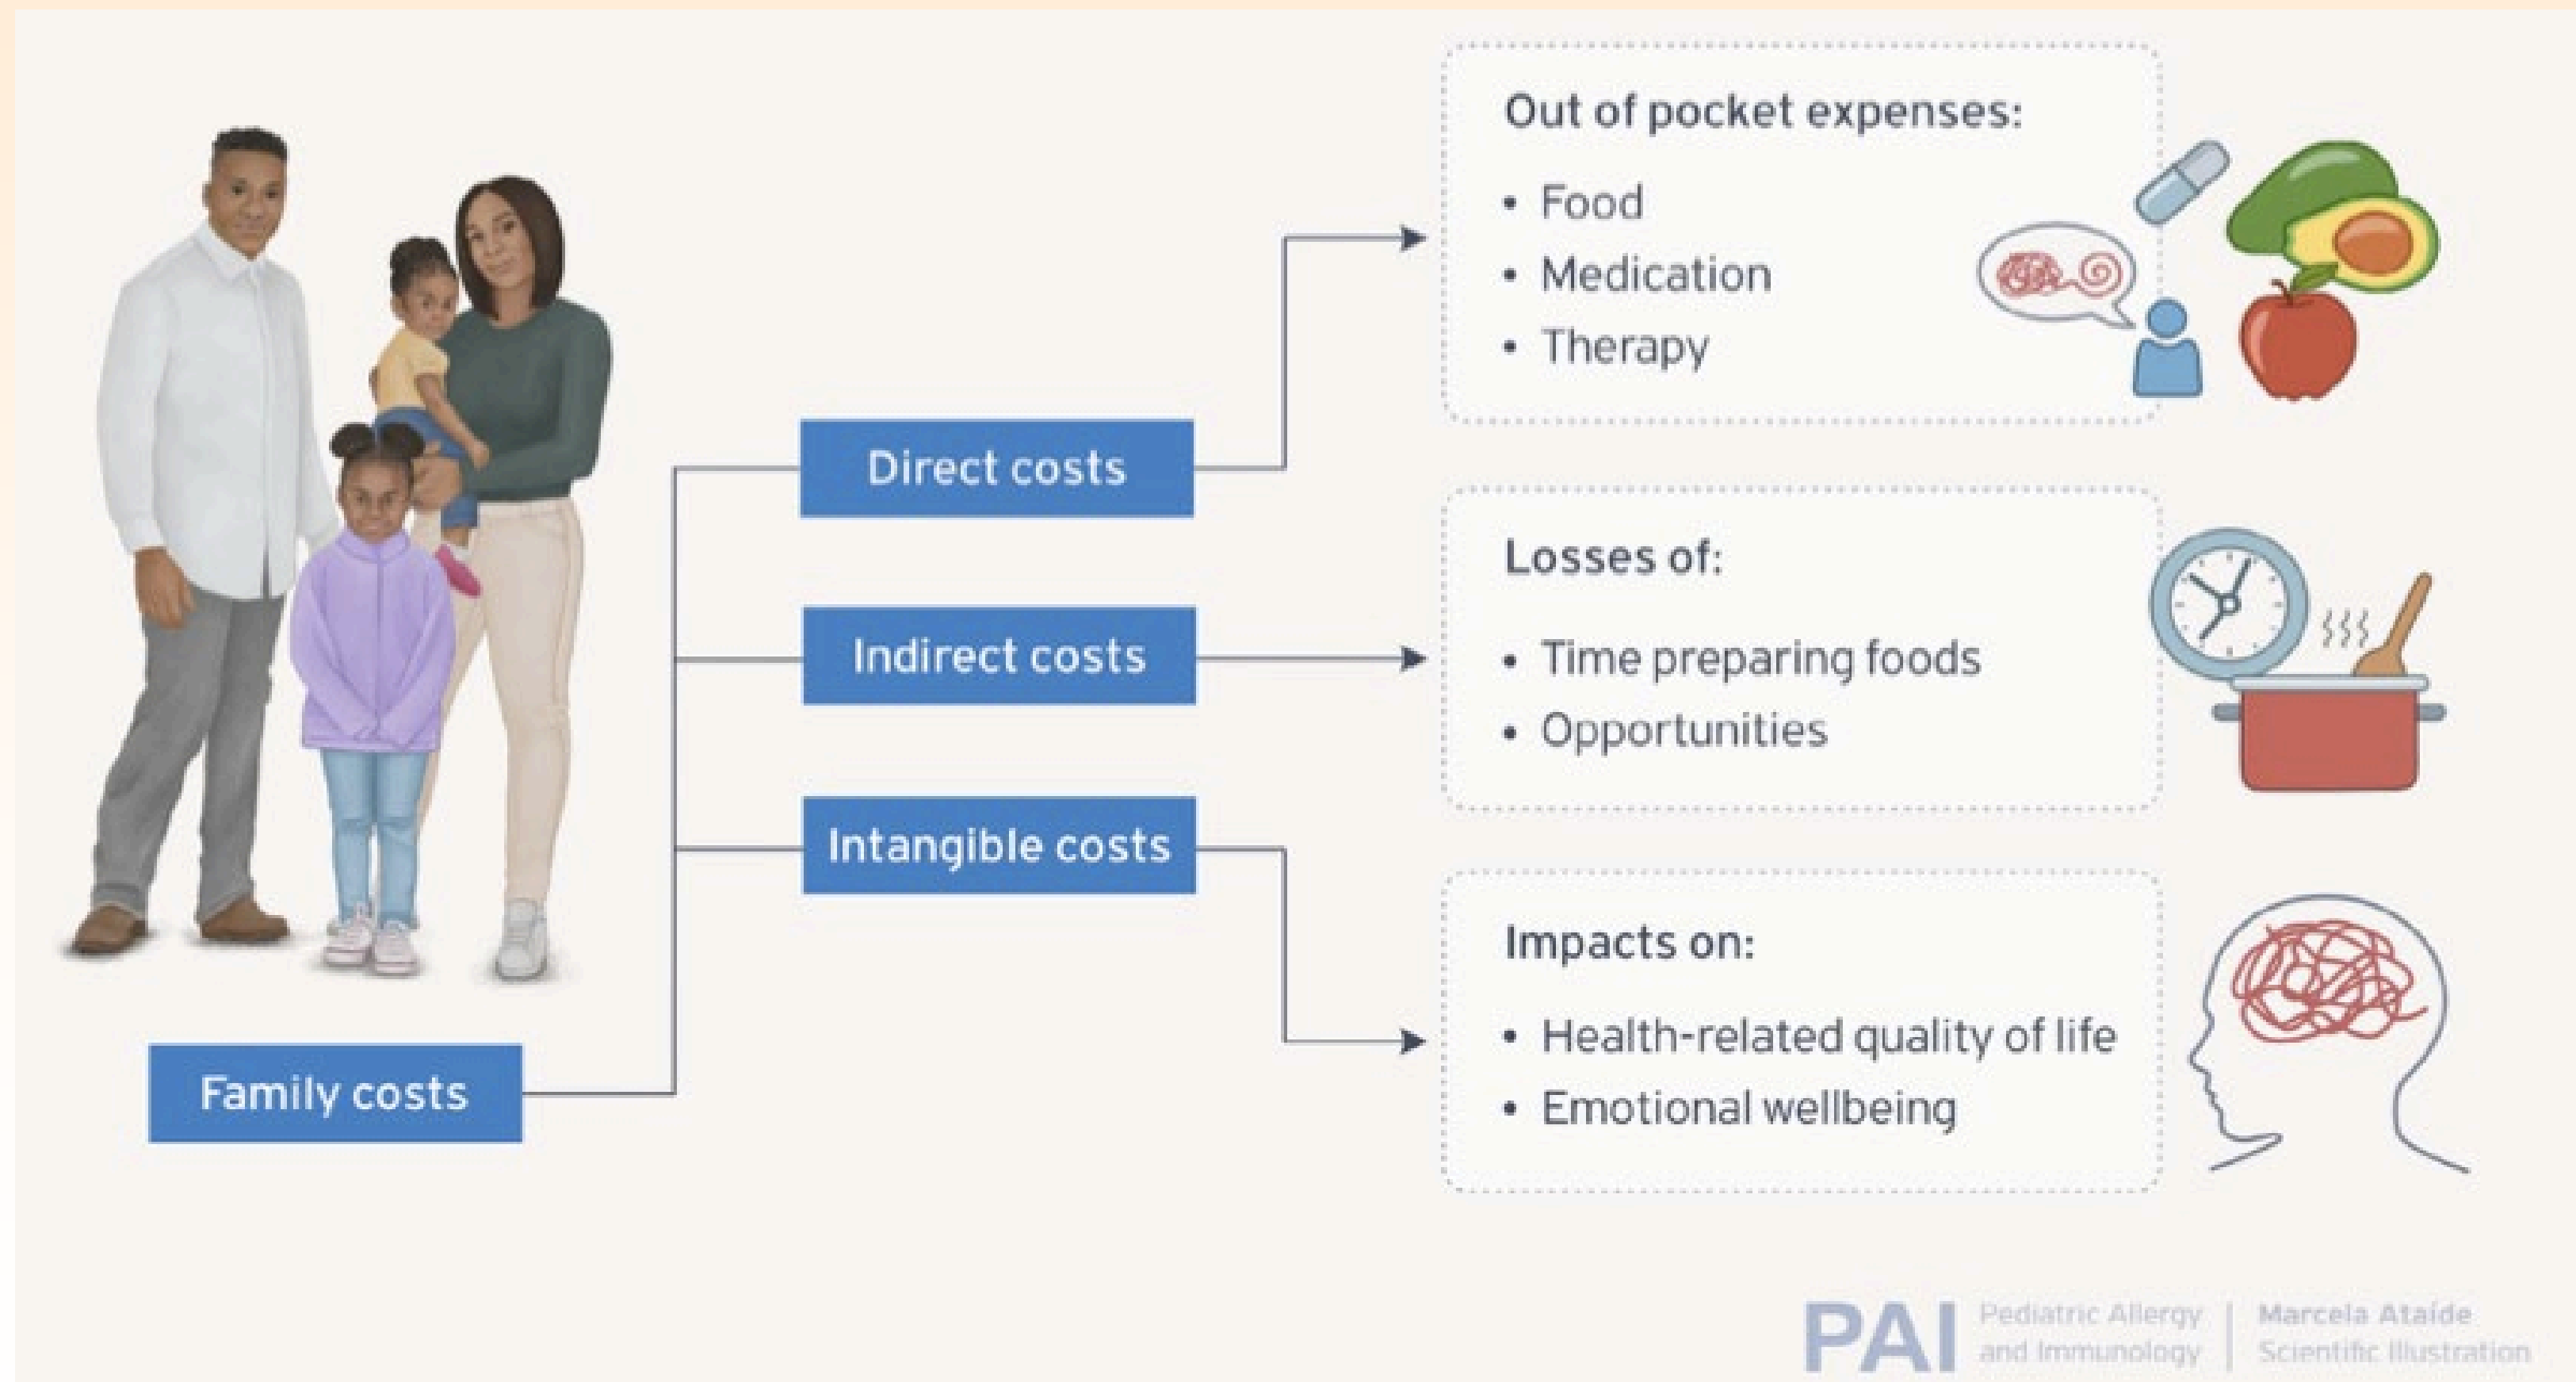 Out of pocket expenses:
• Food
• Medication
• Therapy
Direct costs
Losses of:
• Time preparing foods
• Opportunities
Indirect costs
Intangible costs
Impacts on:
• Health-related quality of life
• Emotional wellbeing
Family costs
PAI
Pediatric Allergy
and Immunology
Marcela Ataíde
Scientific Illustration